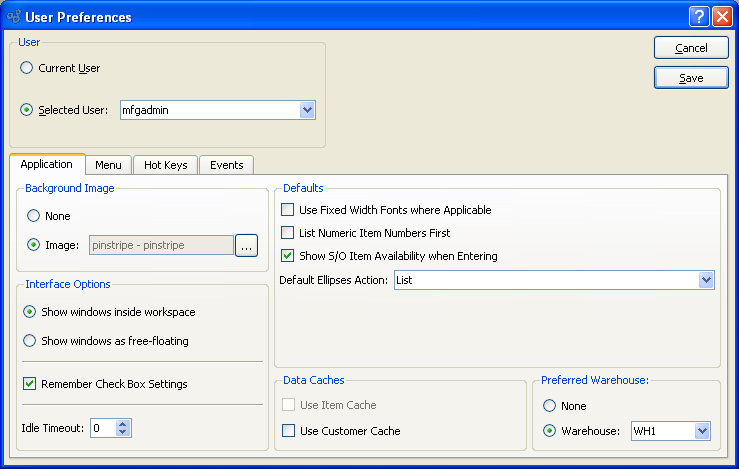 User Preferences
User
Current User
Cancel
Save
Selected User: mfgadmin
Application Menu Hot Keys Events
Background Image
None
Image: pinstripe - pinstripe ...
Interface Options
Show windows inside workspace
Show windows as free-floating
Remember Check Box Settings
Idle Timeout: 0
Defaults
Use Fixed Width Fonts where Applicable
List Numeric Item Numbers First
Show S/O Item Availability when Entering
Default Ellipses Action: List
Data Caches
Use Item Cache
Use Customer Cache
Preferred Warehouse:
None
Warehouse: WH1